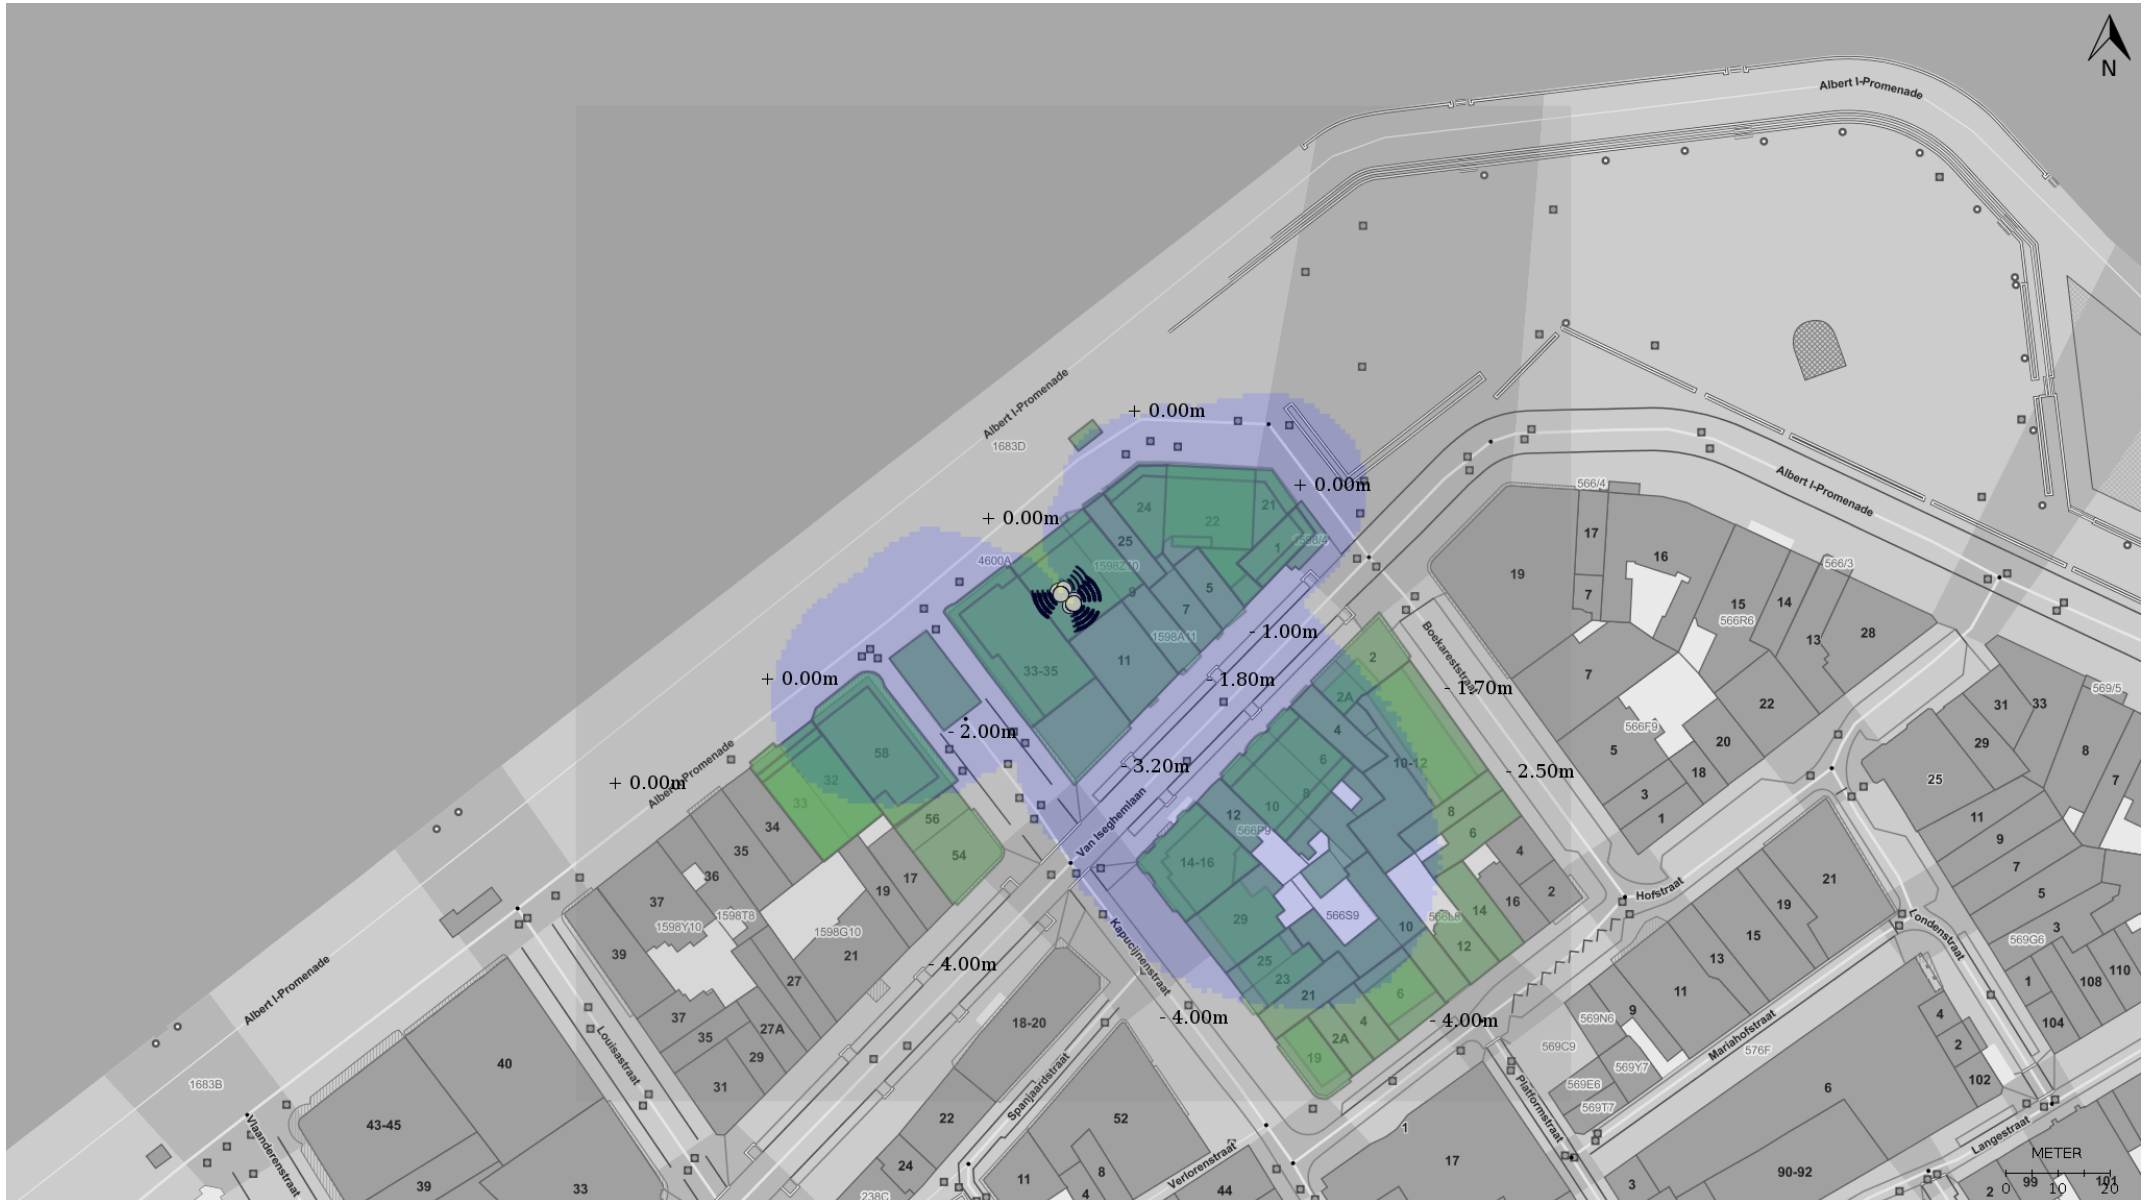 N
Albert I-Promenade
+ 0.00m
Albert I-Promenade
1683D
24
22
21
+ 0.00m
1598/4
1
566/4
Albert I-Promenade
+ 0.00m
25
4600A
1598Z10
9
5
7
1598A11
11
33-35
17
16
19
7
566/3
15
566R6
14
13
28
- 1.00m
2
Boekareststraat
- 1.80m
2A
- 1.70m
7
22
31
33
569/5
+ 0.00m
- 2.00m
58
4
6
10-12
566F9
5
20
29
8
7
25
- 3.20m
- 2.50m
18
3
1
+ 0.00m
Albert I-Promenade
32
33
34
56
54
Van Iseghemlaan
8
10
12
566P9
8
6
11
9
7
5
35
36
37
39
1598Y10
1598T8
1598G10
19
17
14-16
29
566S9
10
4
2
16
14
12
Hofstraat
21
19
15
13
11
9
Londenstraat
3
569G6
1
108
110
104
21
27
27A
37
35
29
31
- 4.00m
Kapucijnenstraat
25
23
21
6
4
2A
19
- 4.00m
- 4.00m
Albert I-Promenade
1683B
40
43-45
39
33
Louisastraat
Vlaanderenstraat
18-20
Spanjaardstraat
22
24
52
11
8
4
44
Verlorenstraat
238C
1
17
569N6
569C9
569Y7
569E6
569T7
Mariahofstraat
576F
Platformstraat
6
4
2
102
3
90-92
Langestraat
2
99
101
METER
0 10 20